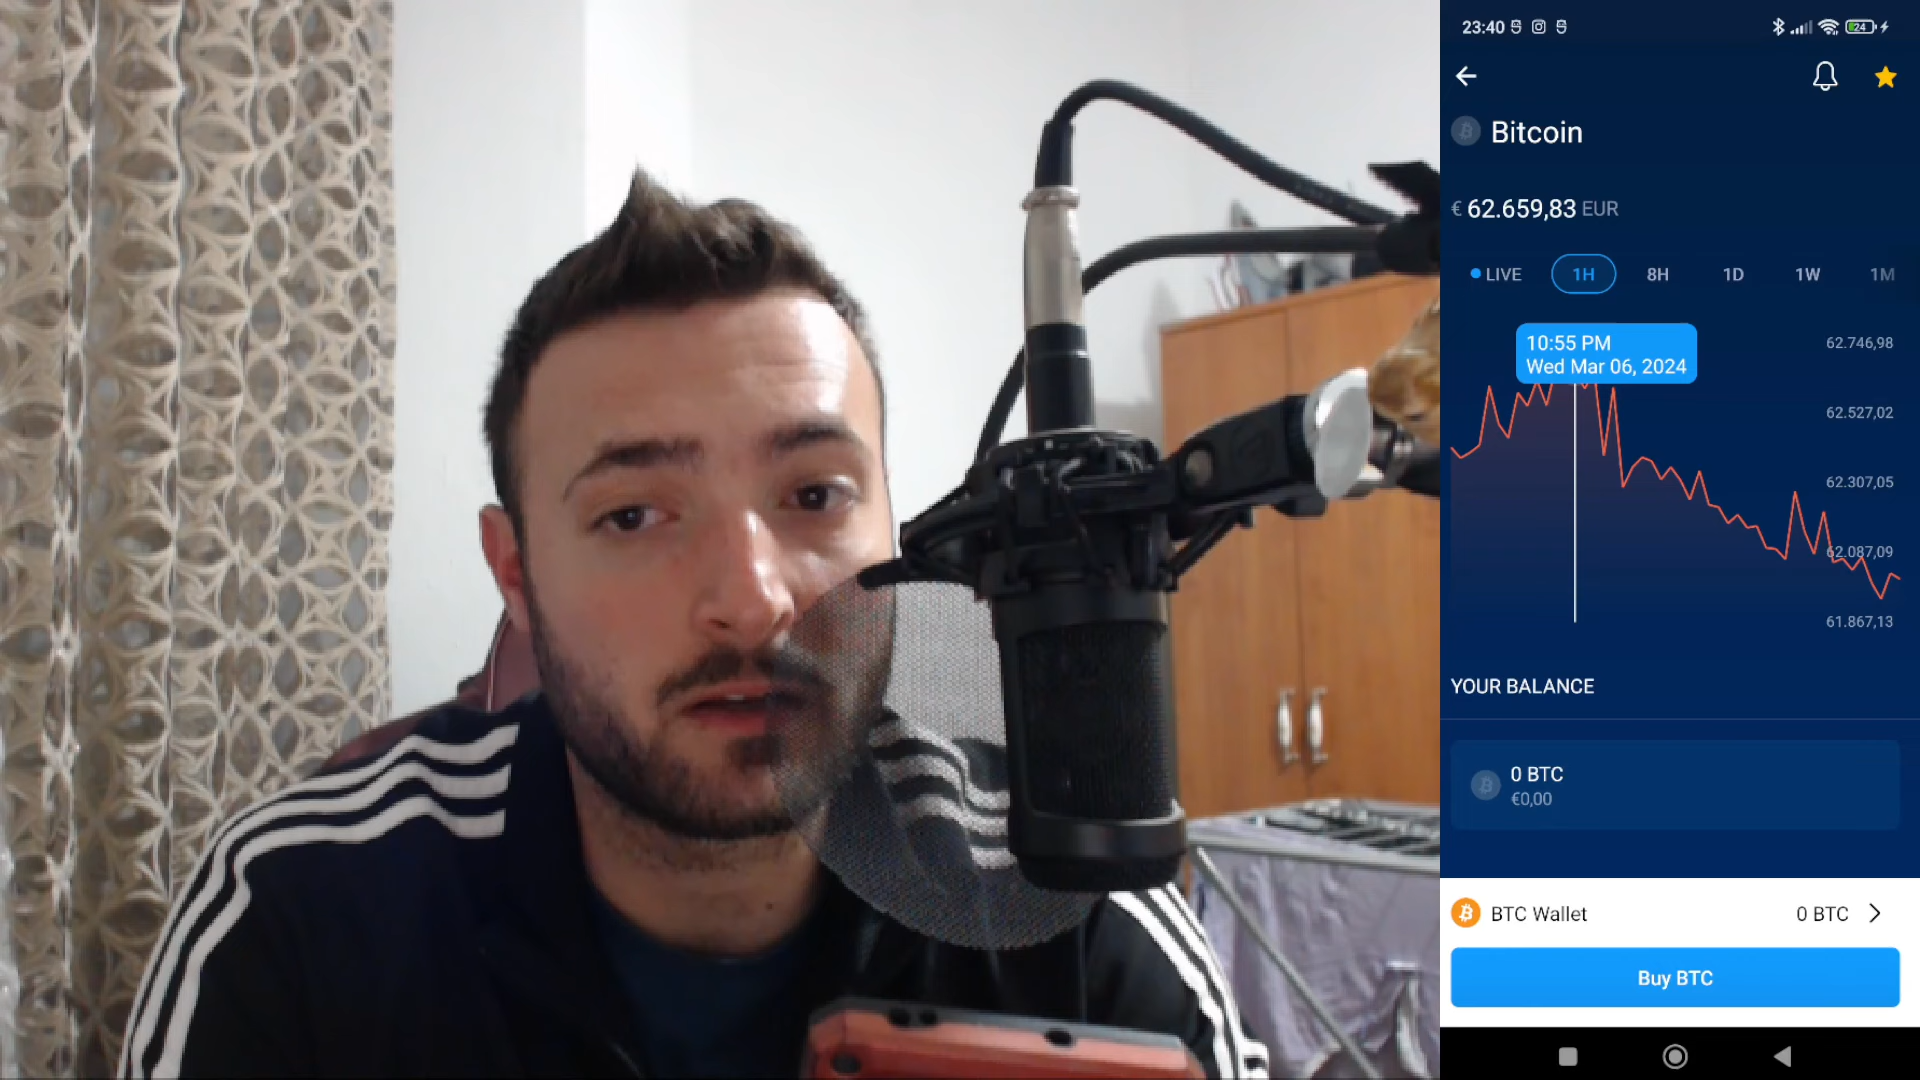 23:40
24
Bitcoin
€ 62.659,83 EUR
LIVE 1H 8H 1D 1W 1M
10:55 PM
Wed Mar 06, 2024
62.746,98
62.527,02
62.307,05
62.087,09
61.867,13
YOUR BALANCE
0 BTC
€0,00
BTC Wallet 0 BTC
Buy BTC